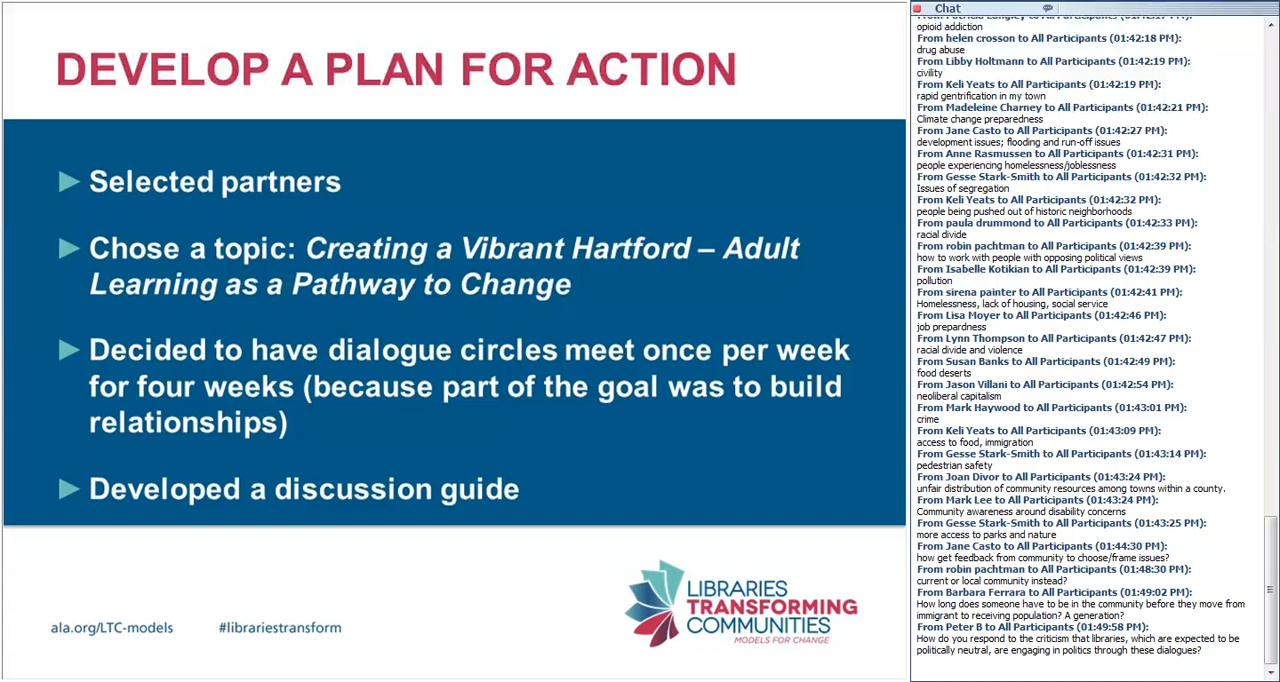 DEVELOP A PLAN FOR ACTION
Selected partners
Chose a topic: Creating a Vibrant Hartford – Adult
Learning as a Pathway to Change
Decided to have dialogue circles meet once per week
for four weeks (because part of the goal was to build
relationships)
Developed a discussion guide
ala.org/LTC-models
#librariestransform
LIBRARIES
TRANSFORMING
COMMUNITIES
MODELS FOR CHANGE
Chat
opioid addiction
From helen crosson to All Participants (01:42:18 PM):
drug abuse
From Libby Holtmann to All Participants (01:42:19 PM):
civility
From Keli Yeats to All Participants (01:42:19 PM):
rapid gentrification in my town
From Madeleine Charney to All Participants (01:42:21 PM):
Climate change preparedness
From Jane Casto to All Participants (01:42:27 PM):
development issues; flooding and run-off issues
From Anne Rasmussen to All Participants (01:42:31 PM):
people experiencing homelessness/joblessness
From Gesse Stark-Smith to All Participants (01:42:32 PM):
Issues of segregation
From Keli Yeats to All Participants (01:42:32 PM):
people being pushed out of historic neighborhoods
From paula drummond to All Participants (01:42:33 PM):
racial divide
From robin pachtman to All Participants (01:42:39 PM):
how to work with people with opposing political views
From Isabelle Kotikian to All Participants (01:42:39 PM):
pollution
From sirena painter to All Participants (01:42:41 PM):
Homelessness, lack of housing, social service
From Lisa Moyer to All Participants (01:42:46 PM):
job prepardness
From Lynn Thompson to All Participants (01:42:47 PM):
racial divide and violence
From Susan Banks to All Participants (01:42:49 PM):
food deserts
From Jason Villani to All Participants (01:42:54 PM):
neoliberal capitalism
From Mark Haywood to All Participants (01:43:01 PM):
crime
From Keli Yeats to All Participants (01:43:09 PM):
access to food, immigration
From Gesse Stark-Smith to All Participants (01:43:14 PM):
pedestrian safety
From Joan Divor to All Participants (01:43:24 PM):
unfair distribution of community resources among towns within a county.
From Mark Lee to All Participants (01:43:24 PM):
Community awareness around disability concerns
From Gesse Stark-Smith to All Participants (01:43:25 PM):
more access to parks and nature
From Jane Casto to All Participants (01:44:30 PM):
how get feedback from community to choose/frame issues?
From robin pachtman to All Participants (01:48:30 PM):
current or local community instead?
From Barbara Ferrara to All Participants (01:49:02 PM):
How long does someone have to be in the community before they move from
immigrant to receiving population? A generation?
From Peter B to All Participants (01:49:58 PM):
How do you respond to the criticism that libraries, which are expected to be
politically neutral, are engaging in politics through these dialogues?